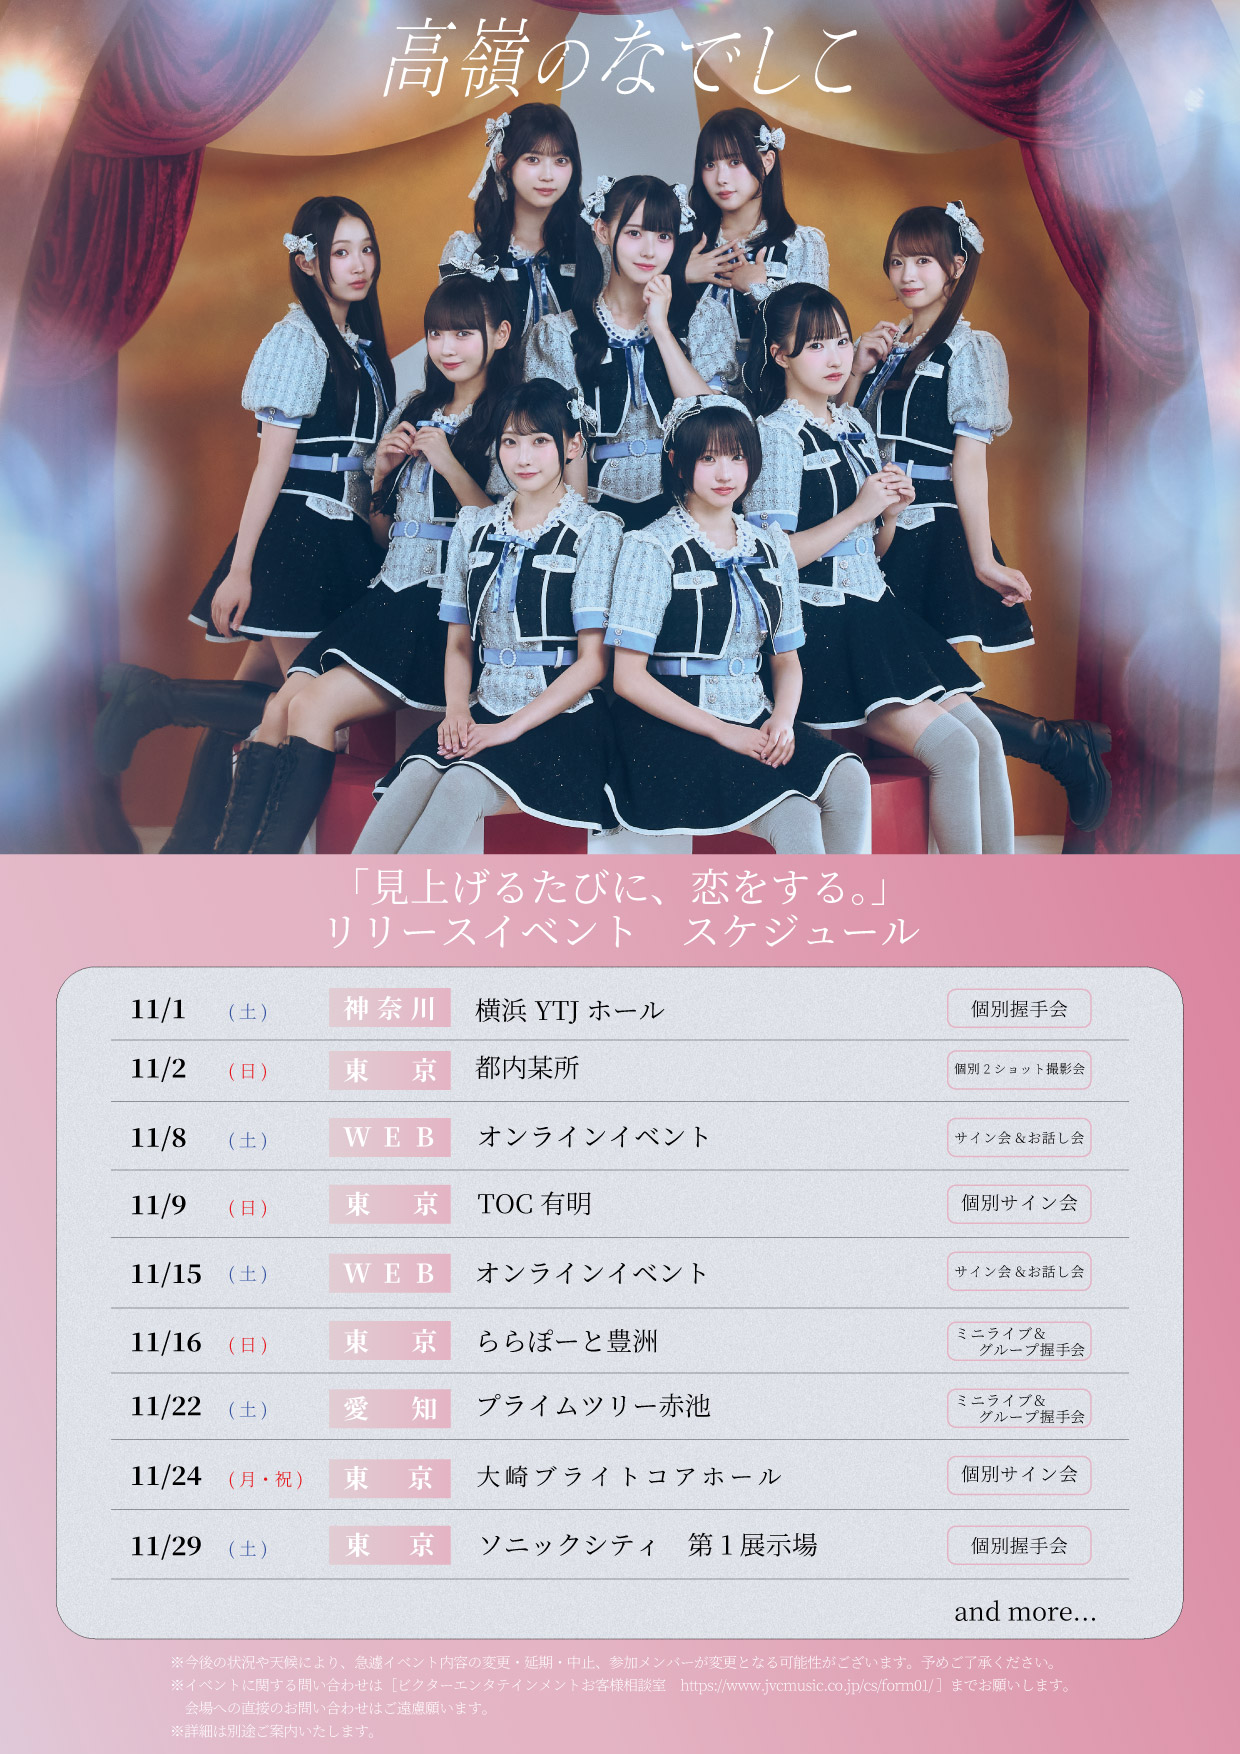 高嶺のなでしこ
「見上げるたびに、恋をする。」
リリースイベント　スケジュール
11/1 （土） 神奈川 横浜 YTJ ホール 個別握手会
11/2 （日） 東京 都内某所 個別２ショット撮影会
11/8 （土） WEB オンラインイベント サイン会＆お話し会
11/9 （日） 東京 TOC 有明 個別サイン会
11/15 （土） WEB オンラインイベント サイン会＆お話し会
11/16 （日） 東京 ららぽーと豊洲 ミニライブ＆
グループ握手会
11/22 （土） 愛知 プライムツリー赤池 ミニライブ＆
グループ握手会
11/24 （月・祝） 東京 大崎ブライトコアホール 個別サイン会
11/29 （土） 東京 ソニックシティ　第１展示場 個別握手会
and more...
※今後の状況や天候により、急遽イベント内容の変更・延期・中止、参加メンバーが変更となる可能性がございます。予めご了承ください。
※イベントに関する問い合わせは［ビクターエンタテインメントお客様相談室　https://www.jvcmusic.co.jp/cs/form01/］までお願いします。
会場への直接のお問い合わせはご遠慮願います。
※詳細は別途ご案内いたします。